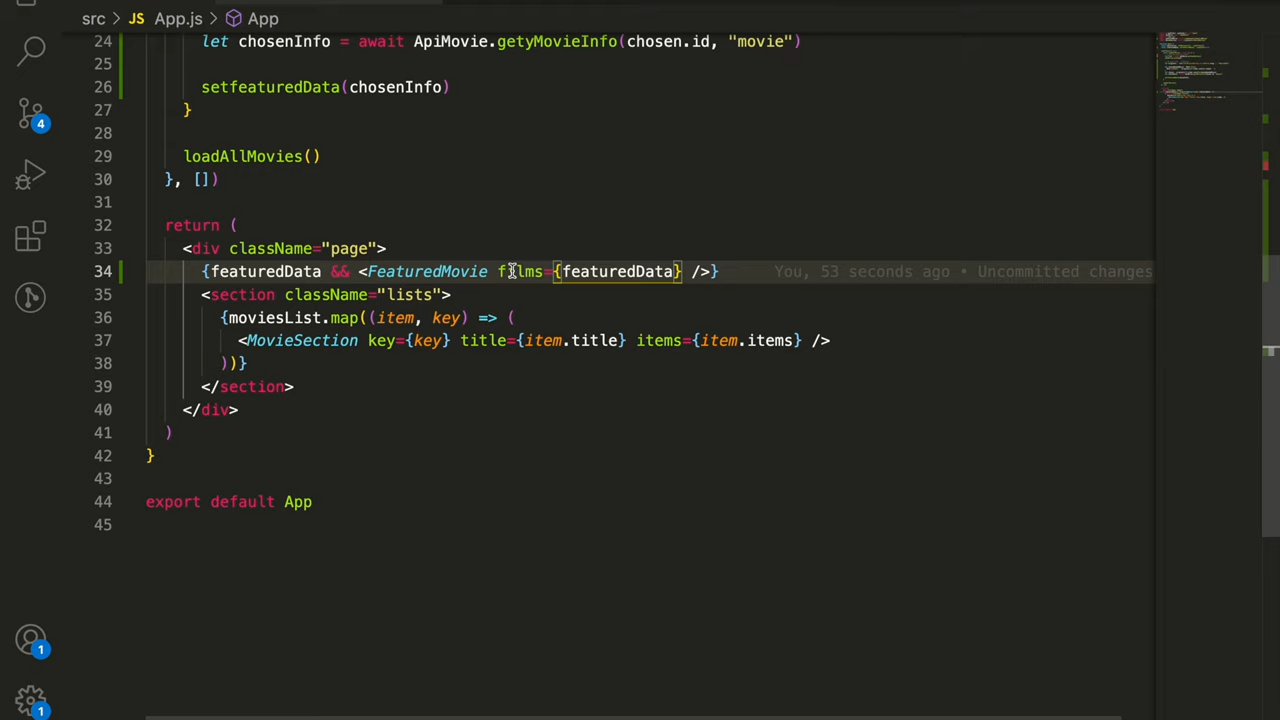 src > JS App.js > App
24 let chosenInfo = await ApiMovie.getyMovieInfo(chosen.id, "movie")
25
26 setfeaturedData(chosenInfo)
27 }
28
29 loadAllMovies()
30 }, [])
31
32 return (
33 <div className="page">
34 {featuredData && <FeaturedMovie films={featuredData} />} You, 53 seconds ago • Uncommitted changes
35 <section className="lists">
36 {moviesList.map((item, key) => (
37 <MovieSection key={key} title={item.title} items={item.items} />
38 ))}
39 </section>
40 </div>
41 )
42 }
43
44 export default App
45
4
1
1